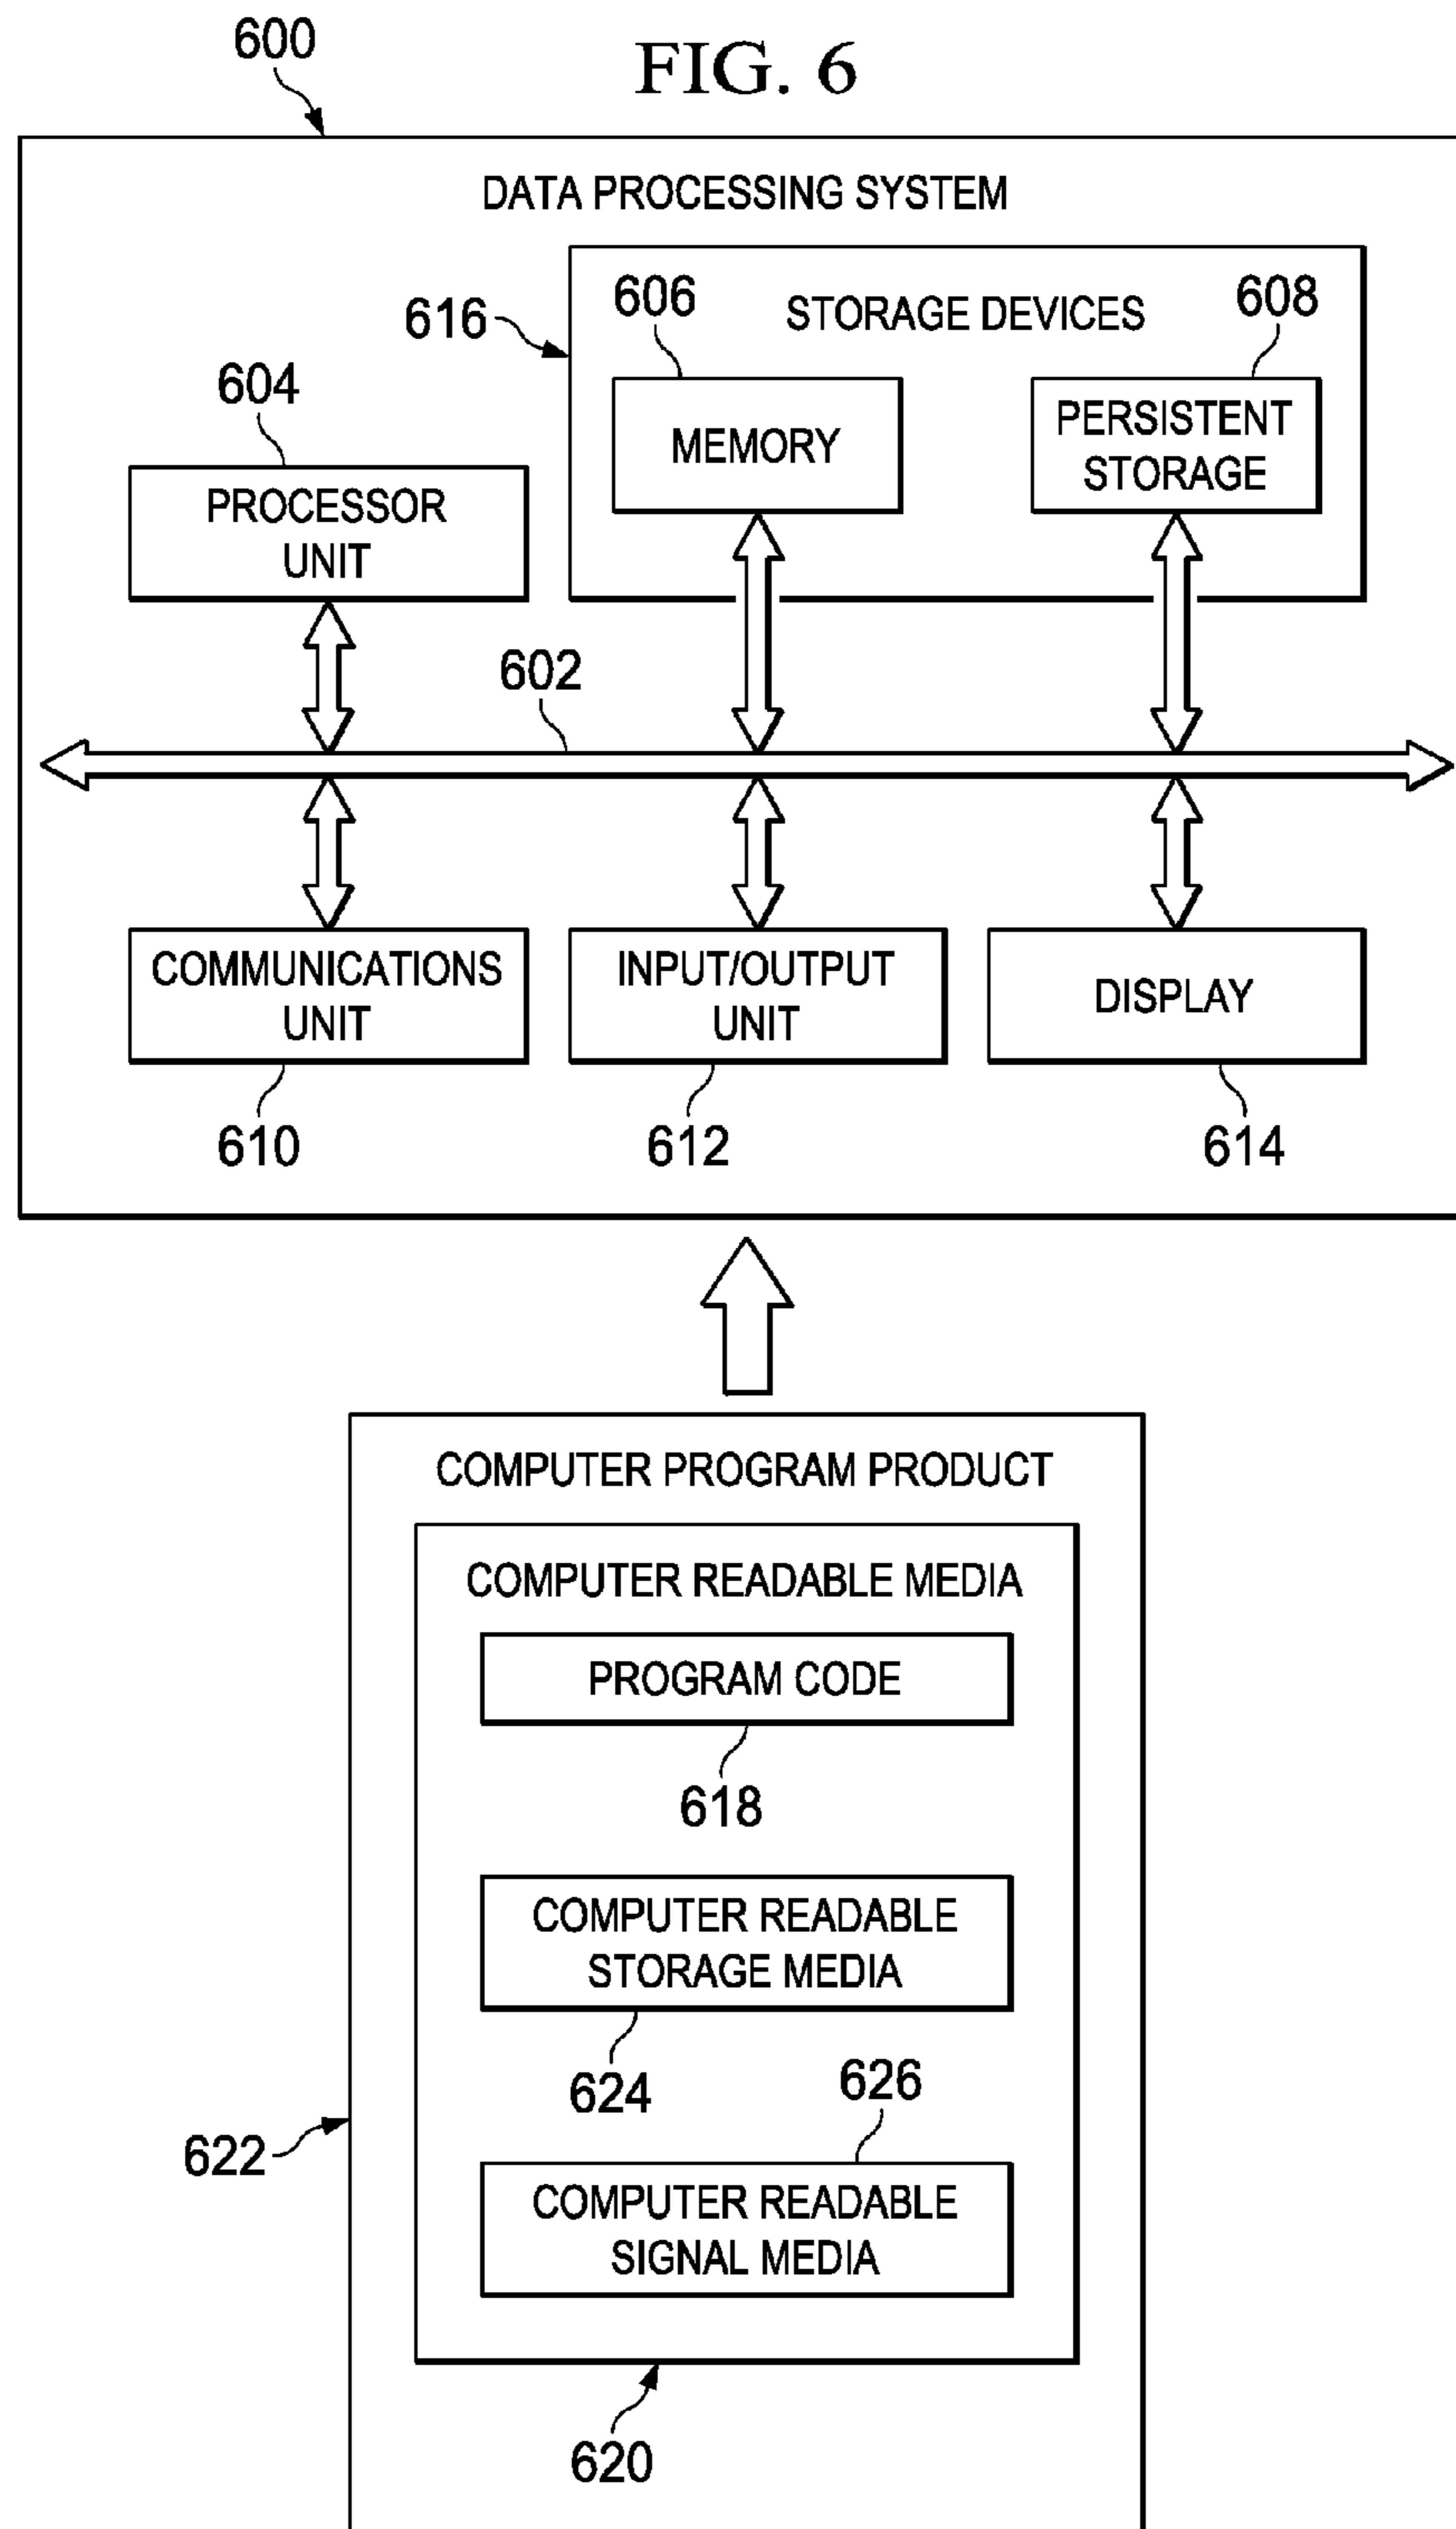 600
FIG. 6
DATA PROCESSING SYSTEM
616
606
STORAGE DEVICES
608
604
MEMORY
PERSISTENT
STORAGE
PROCESSOR
UNIT
602
COMMUNICATIONS
UNIT
INPUT/OUTPUT
UNIT
DISPLAY
610
612
614
COMPUTER PROGRAM PRODUCT
COMPUTER READABLE MEDIA
PROGRAM CODE
618
COMPUTER READABLE
STORAGE MEDIA
624
626
622
COMPUTER READABLE
SIGNAL MEDIA
620